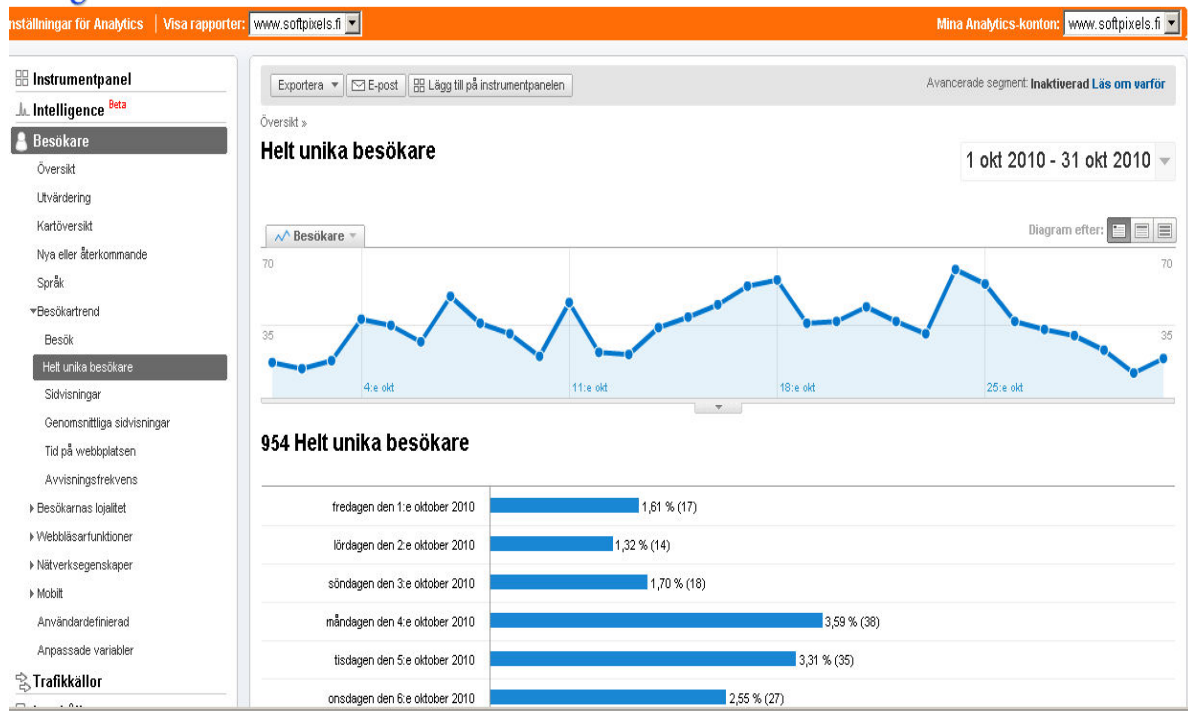 nställningar för Analytics | Visa rapporter: www.softpixels.fi
Mina Analytics-konton: www.softpixels.fi
Instrumentpanel
Intelligence Beta
Besökare
Översikt
Utvärdering
Kartöversikt
Nya eller återkommande
Språk
Besökartrend
Besök
Helt unika besökare
Sidvisningar
Genomsnittliga sidvisningar
Tid på webbplatsen
Avvisningsfrekvens
Besökarnas lojalitet
Webbläsarfunktioner
Nätverksegenskaper
Mobilt
Användardefinierad
Anpassade variabler
Trafikkällor
Exportera E-post Lägg till på instrumentpanelen
Avancerade segment: Inaktiverad Läs om varför
Översikt »
Helt unika besökare
1 okt 2010 - 31 okt 2010
Besökare
Diagram efter:
70 70
35 35
4:e okt 11:e okt 18:e okt 25:e okt
954 Helt unika besökare
fredagen den 1:e oktober 2010 1,61 % (17)
lördagen den 2:e oktober 2010 1,32 % (14)
söndagen den 3:e oktober 2010 1,70 % (18)
måndagen den 4:e oktober 2010 3,59 % (38)
tisdagen den 5:e oktober 2010 3,31 % (35)
onsdagen den 6:e oktober 2010 2,55 % (27)